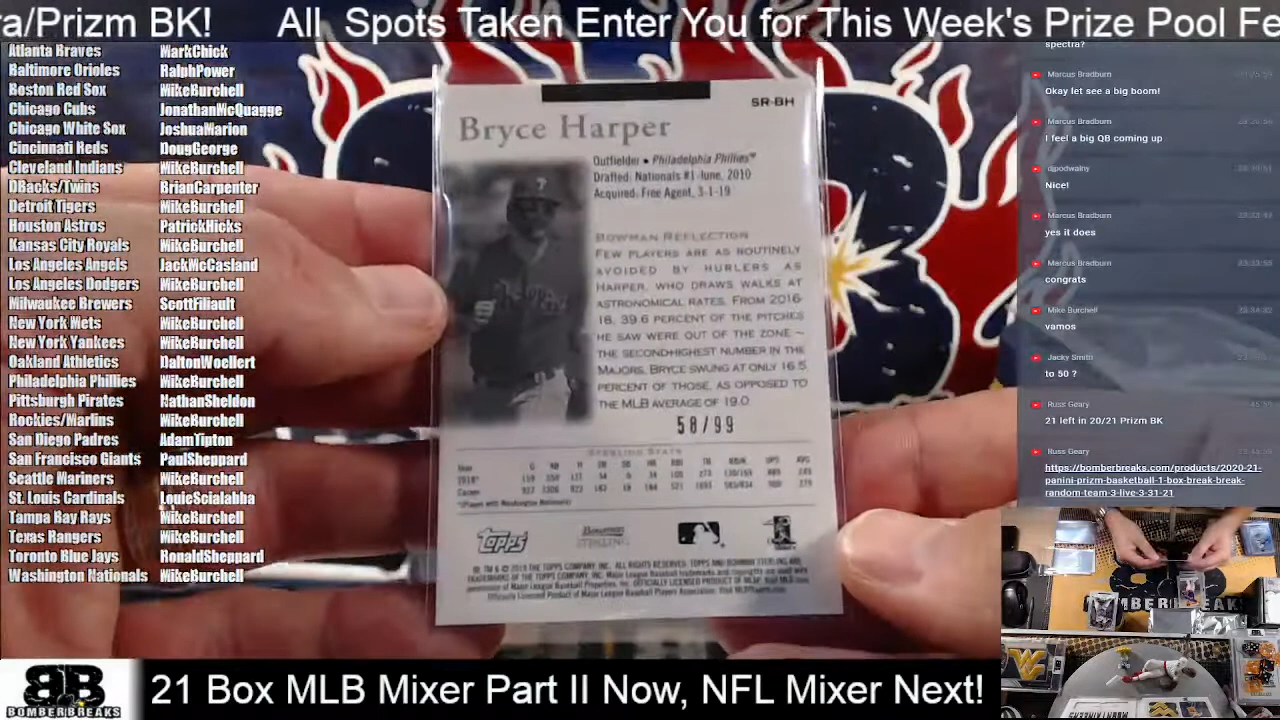 ra/Prizm BK! All Spots Taken Enter You for This Week's Prize Pool Fe
Atlanta Braves MarkChick
Baltimore Orioles RalphPower
Boston Red Sox MikeBurchell
Chicago Cubs JonathanMcQuagge
Chicago White Sox JoshuaMarion
Cincinnati Reds DougGeorge
Cleveland Indians MikeBurchell
DBacks/Twins BrianCarpenter
Detroit Tigers MikeBurchell
Houston Astros PatrickHicks
Kansas City Royals MikeBurchell
Los Angeles Angels JackMcCasland
Los Angeles Dodgers MikeBurchell
Milwaukee Brewers ScottFiliault
New York Mets MikeBurchell
New York Yankees MikeBurchell
Oakland Athletics DaltonWoellert
Philadelphia Phillies MikeBurchell
Pittsburgh Pirates NathanSheldon
Rockies/Marlins MikeBurchell
San Diego Padres AdamTipton
San Francisco Giants PaulSheppard
Seattle Mariners MikeBurchell
St. Louis Cardinals LouieScialabba
Tampa Bay Rays MikeBurchell
Texas Rangers MikeBurchell
Toronto Blue Jays RonaldSheppard
Washington Nationals MikeBurchell
SR-BH
Bryce Harper
Outfielder • Philadelphia Phillies®
Drafted: Nationals #1-June, 2010
Acquired: Free Agent, 3-1-19
BOWMAN REFLECTION
FEW PLAYERS ARE AS ROUTINELY
AVOIDED BY HURLERS AS
HARPER, WHO DRAWS WALKS AT
ASTRONOMICAL RATES. FROM 2016-
18, 39.6 PERCENT OF THE PITCHES
HE SAW WERE OUT OF THE ZONE –
THE SECOND-HIGHEST NUMBER IN THE
MAJORS. BRYCE SWUNG AT ONLY 16.5
PERCENT OF THOSE, AS OPPOSED TO
THE MLB AVERAGE OF 19.0
58/99
STERLING STATS
Topps
Bowman
STERLING
spectra?
Marcus Bradburn
Okay let see a big boom!
Marcus Bradburn
I feel a big QB coming up
djpodwalny
Nice!
Marcus Bradburn
yes it does
Marcus Bradburn
congrats
Mike Burchell
vamos
Jacky Smith
to 50 ?
Russ Geary
21 left in 20/21 Prizm BK
Russ Geary
https://bomberbreaks.com/products/2020-21-
panini-prizm-basketball-1-box-break-break-
random-team-3-live-3-31-21
BOMBERBREAKS
BB
BOMBERBREAKS
21 Box MLB Mixer Part II Now, NFL Mixer Next!